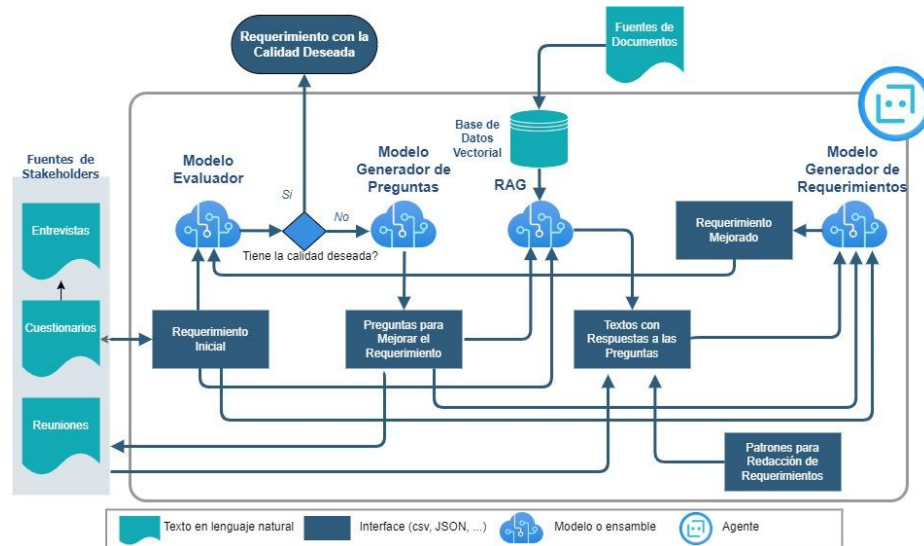 Requerimiento con la
Calidad Deseada
Fuentes de
Documentos
Base de
Datos
Vectorial
Fuentes de
Stakeholders
Modelo
Evaluador
Si
No
Modelo
Generador de
Preguntas
RAG
Modelo
Generador de
Requerimientos
Entrevistas
Tiene la calidad deseada?
Requerimiento
Mejorado
Cuestionarios
Requerimiento
Inicial
Preguntas para
Mejorar el
Requerimiento
Textos con
Respuestas a las
Preguntas
Reuniones
Patrones para
Redacción de
Requerimientos
Texto en lenguaje natural
Interface (csv, JSON, ...)
Modelo o ensamble
Agente